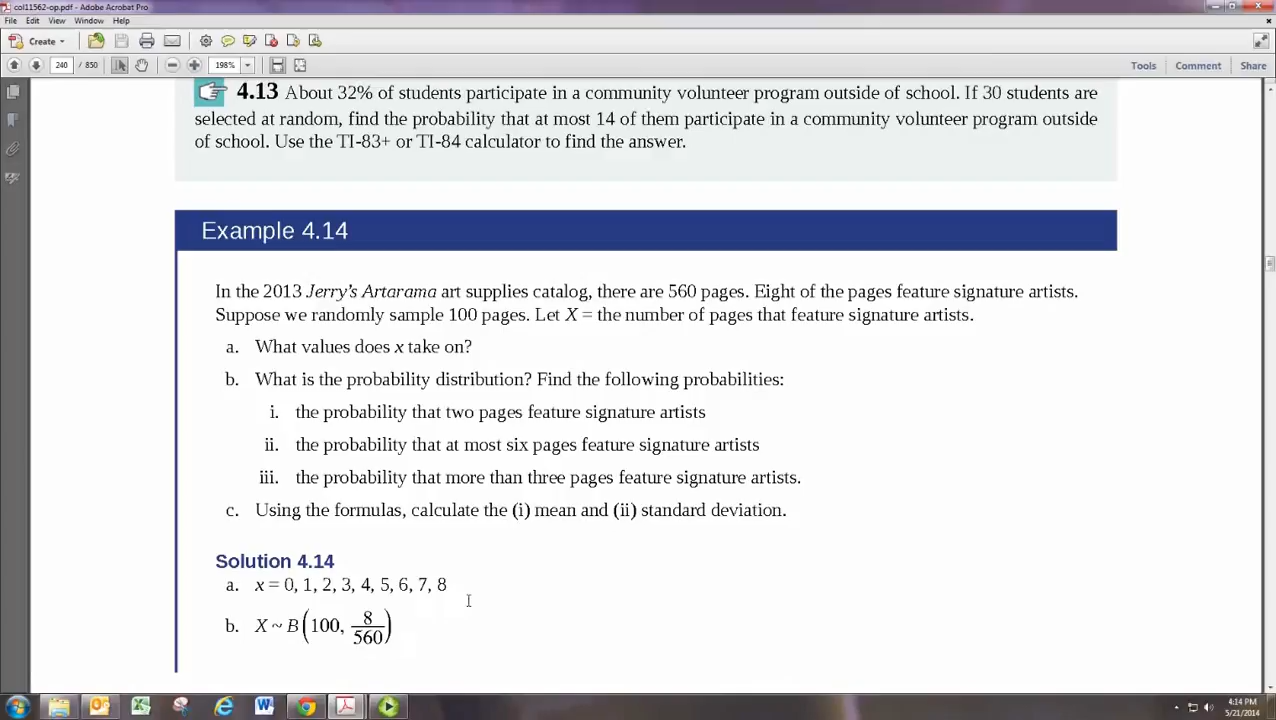 col11562-op.pdf - Adobe Acrobat Pro
File Edit View Window Help
Create
240 / 850 198% Tools Comment Share
4.13 About 32% of students participate in a community volunteer program outside of school. If 30 students are
selected at random, find the probability that at most 14 of them participate in a community volunteer program outside
of school. Use the TI-83+ or TI-84 calculator to find the answer.
Example 4.14
In the 2013 Jerry's Artarama art supplies catalog, there are 560 pages. Eight of the pages feature signature artists.
Suppose we randomly sample 100 pages. Let X = the number of pages that feature signature artists.
a. What values does x take on?
b. What is the probability distribution? Find the following probabilities:
i. the probability that two pages feature signature artists
ii. the probability that at most six pages feature signature artists
iii. the probability that more than three pages feature signature artists.
c. Using the formulas, calculate the (i) mean and (ii) standard deviation.
Solution 4.14
a. x = 0, 1, 2, 3, 4, 5, 6, 7, 8
b. X ~ B(100, 8/560)
4:14 PM
5/21/2014